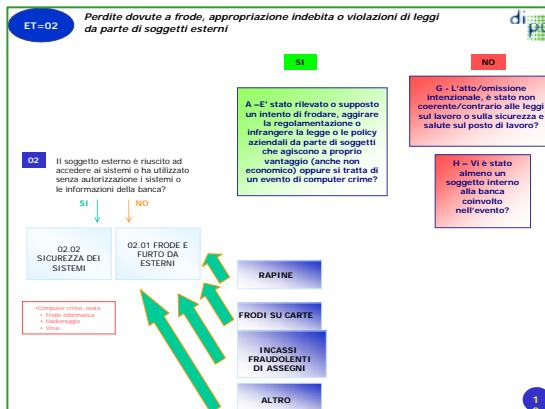 ET=02
Perdite dovute a frode, appropriazione indebita o violazioni di leggi
da parte di soggetti esterni
di
SI
NO
A –E' stato rilevato o supposto
un intento di frodare, aggirare
la regolamentazione o
infrangere la legge o le policy
aziendali da parte di soggetti
che agiscono a proprio
vantaggio (anche non
economico) oppure si tratta di
un evento di computer crime?
G - L'atto/omissione
intenzionale, è stato non
coerente/contrario alle leggi
sul lavoro o sulla sicurezza e
salute sul posto di lavoro?
H – Vi è stato
almeno un
soggetto interno
alla banca
coinvolto
nell'evento?
02
Il soggetto esterno è riuscito ad
accedere ai sistemi o ha utilizzato
senza autorizzazione i sistemi o
le informazioni della banca?
SI
NO
02.02
SICUREZZA DEI
SISTEMI
02.01 FRODE E
FURTO DA
ESTERNI
•Computer crime, ossia:
• Frode informatica
• Hackeraggio
• Virus
RAPINE
FRODI SU CARTE
INCASSI
FRAUDOLENTI
DI ASSEGNI
ALTRO
1